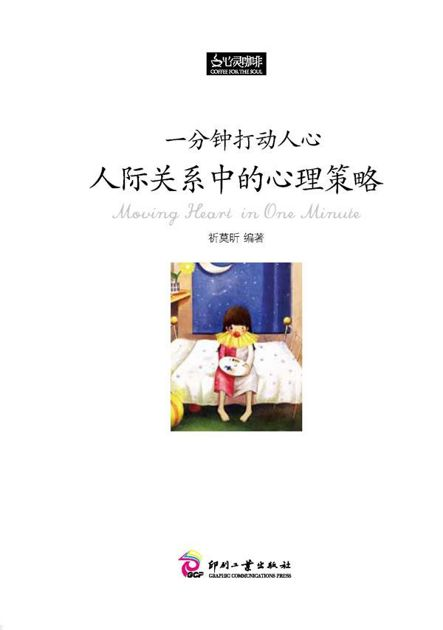 心灵咖啡
COFFEE FOR THE SOUL
一分钟打动人心
人际关系中的心理策略
Moving Heart in One Minute
祈莫昕 编著
GCP
印刷工业出版社
GRAPHIC COMMUNICATIONS PRESS